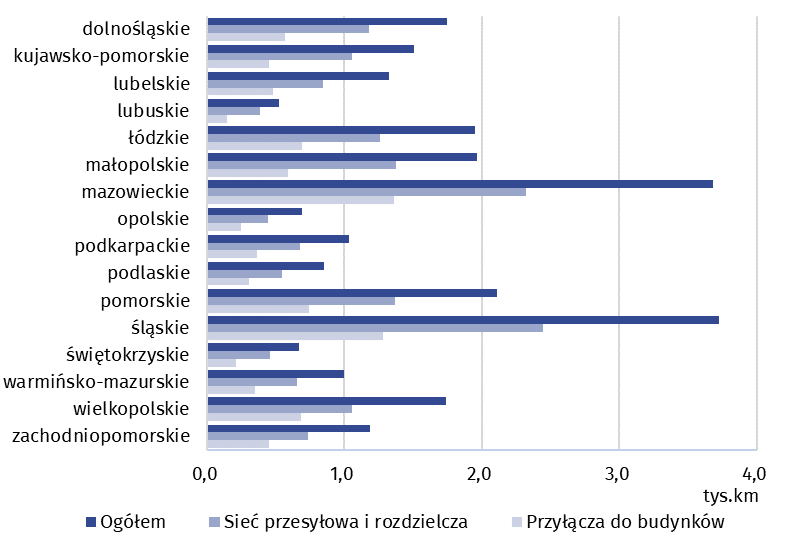 dolnośląskie
kujawsko-pomorskie
lubelskie
lubuskie
łódzkie
małopolskie
mazowieckie
opolskie
podkarpackie
podlaskie
pomorskie
śląskie
świętokrzyskie
warmińsko-mazurskie
wielkopolskie
zachodniopomorskie
0,0 1,0 2,0 3,0 4,0
tys.km
Ogółem Sieć przesyłowa i rozdzielcza Przyłącza do budynków